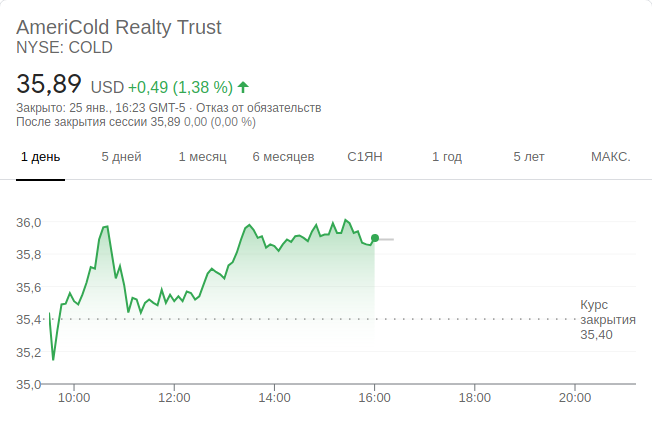 AmeriCold Realty Trust
NYSE: COLD
35,89 USD +0,49 (1,38 %)
Закрыто: 25 янв., 16:23 GMT-5 · Отказ от обязательств
После закрытия сессии 35,89 0,00 (0,00 %)
1 день 5 дней 1 месяц 6 месяцев С1ЯН 1 год 5 лет МАКС.
36,0
35,8
35,6
35,4
35,2
35,0
Курс
закрытия
35,40
10:00 12:00 14:00 16:00 18:00 20:00